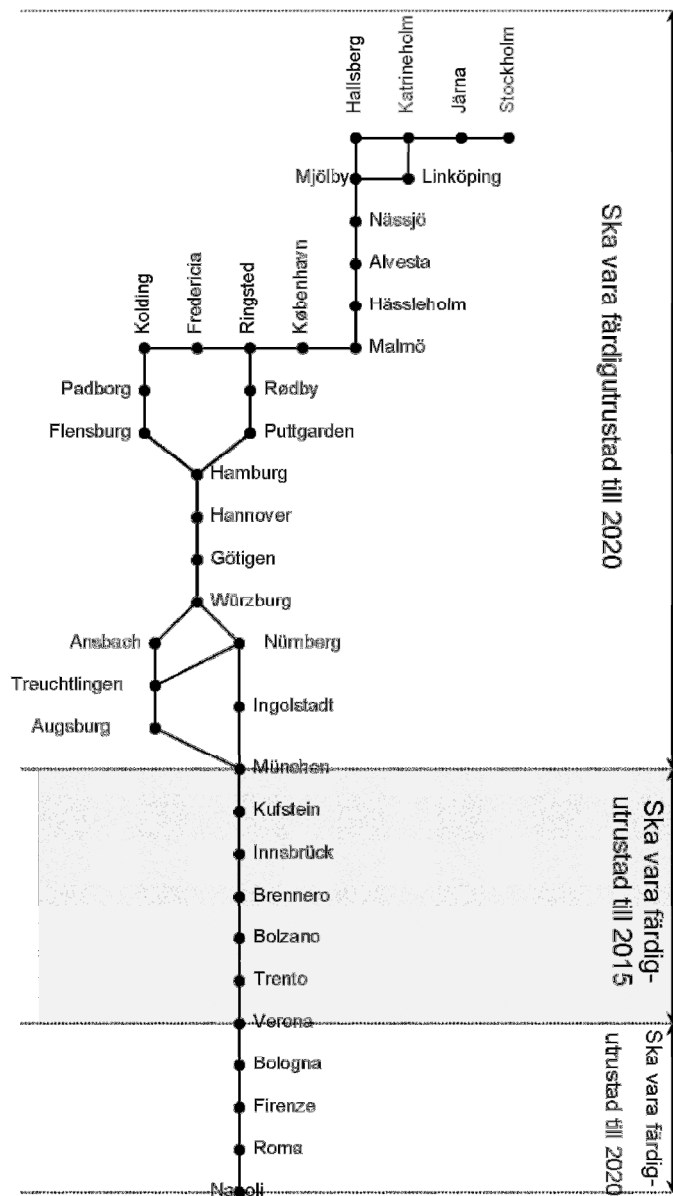 Hallsberg
Katrineholm
Järna
Stockholm
Mjölby
Linköping
Nässjö
Alvesta
Hässleholm
Malmö
Kolding
Fredericia
Ringsted
København
Padborg
Rødby
Flensburg
Puttgarden
Hamburg
Hannover
Götigen
Würzburg
Ansbach
Nürnberg
Treuchtlingen
Ingolstadt
Augsburg
München
Ska vara färdigutrustad till 2020
Kufstein
Innsbrück
Brennero
Bolzano
Trento
Verona
Ska vara färdig-
utrustad till 2015
Bologna
Firenze
Roma
Napoli
Ska vara färdig-
utrustad till 2020